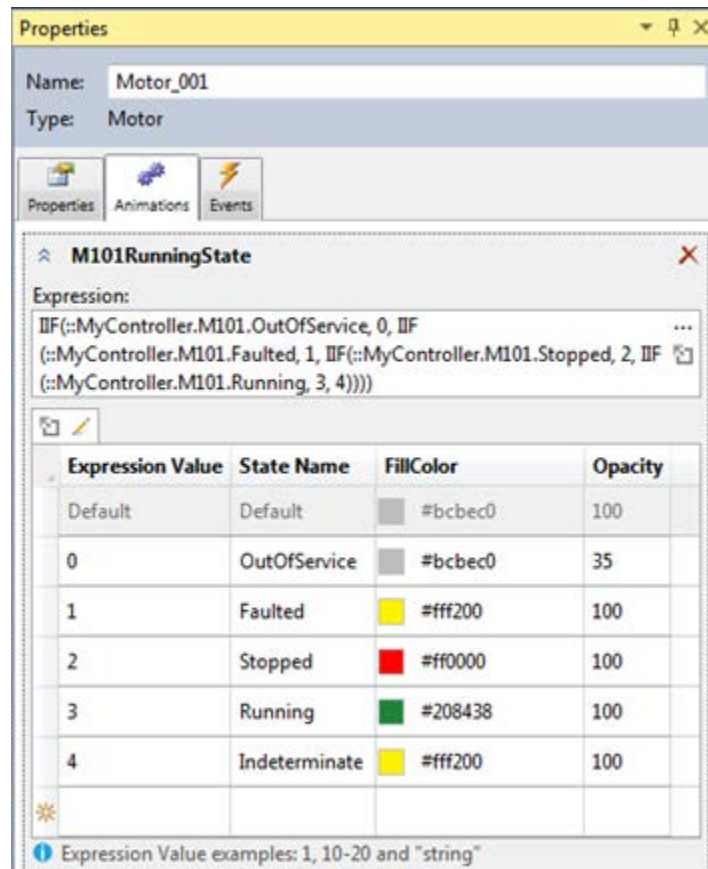 Properties
Name: Motor_001
Type: Motor
Properties Animations Events
M101RunningState
Expression:
IIF(::MyController.M101.OutOfService, 0, IIF
(::MyController.M101.Faulted, 1, IIF(::MyController.M101.Stopped, 2, IIF
(::MyController.M101.Running, 3, 4))))
Expression Value State Name FillColor Opacity
Default Default #bcbec0 100
0 OutOfService #bcbec0 35
1 Faulted #fff200 100
2 Stopped #ff0000 100
3 Running #208438 100
4 Indeterminate #fff200 100
Expression Value examples: 1, 10-20 and "string"